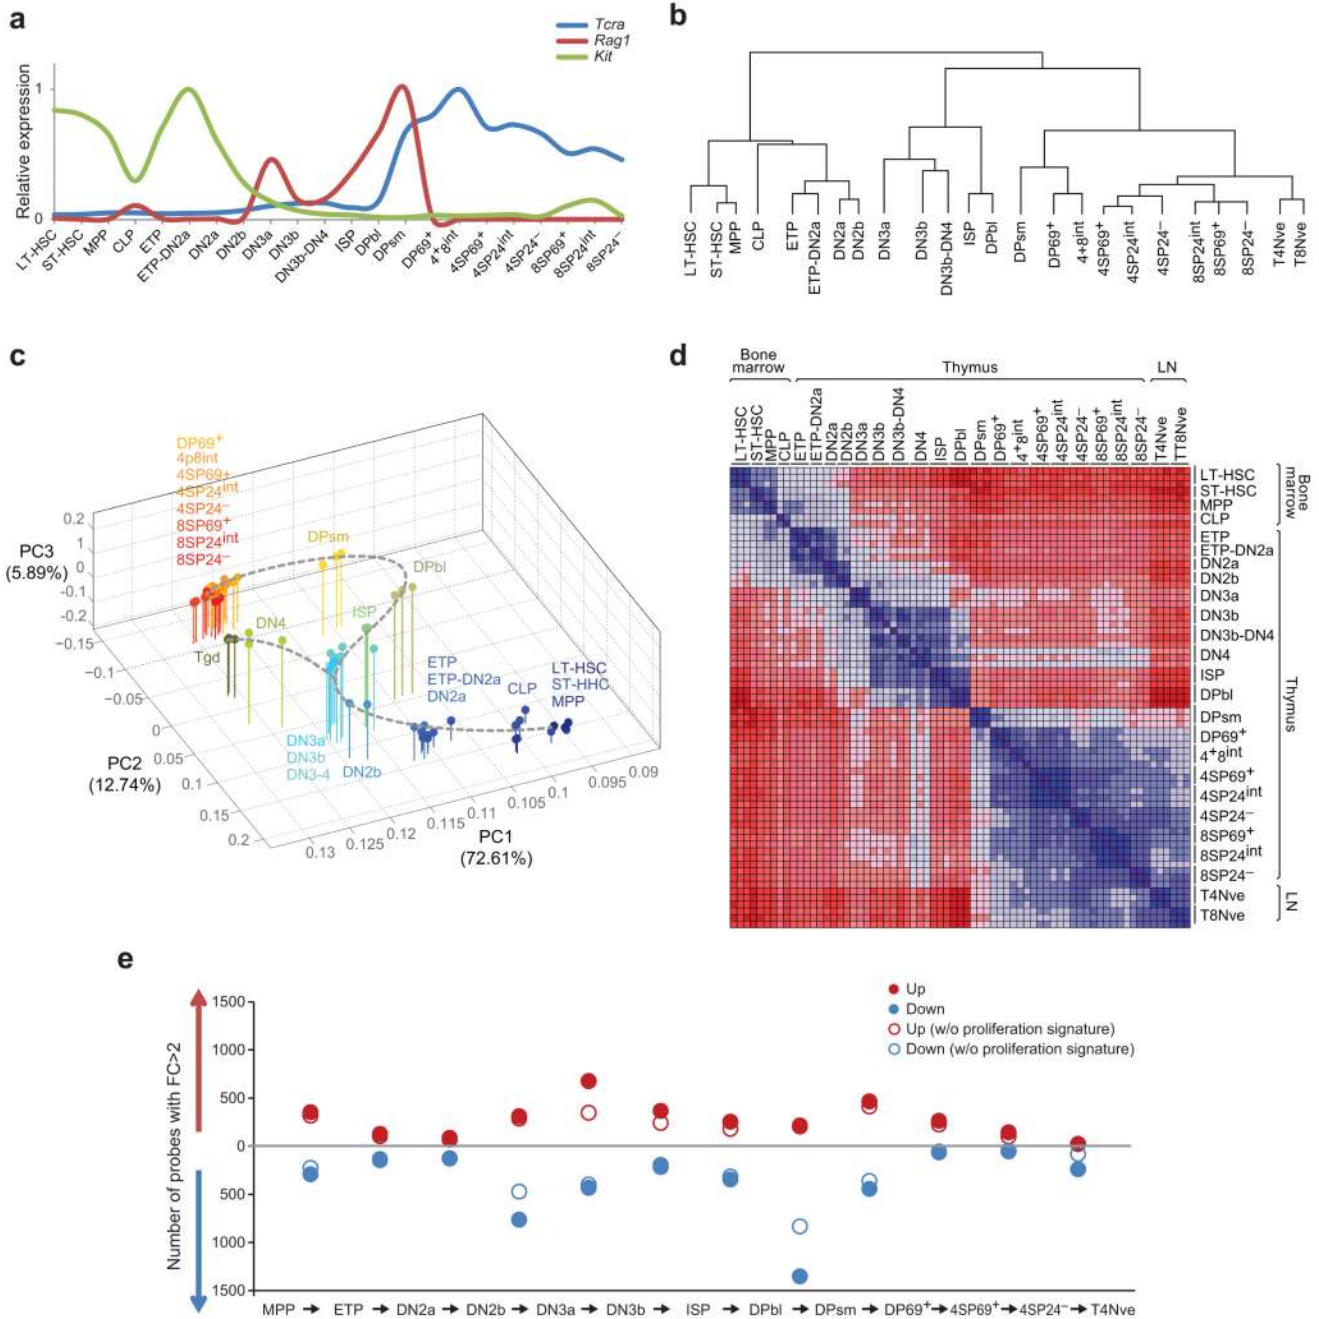 a
Tcra
Rag1
Kit
Relative expression
1
0
LT-HSC
ST-HSC
MPP
CLP
ETP
ETP-DN2a
DN2a
DN2b
DN3a
DN3b
DN3b-DN4
ISP
DPbl
DPsm
DP69+
4+8int
4SP69+
4SP24int
4SP24−
8SP69+
8SP24int
8SP24−
b
LT-HSC
ST-HSC
MPP
CLP
ETP
ETP-DN2a
DN2a
DN2b
DN3a
DN3b
DN3b-DN4
ISP
DPbl
DPsm
DP69+
4+8int
4SP69+
4SP24int
4SP24−
8SP24int
8SP69+
8SP24−
T4Nve
T8Nve
c
DP69+
4p8int
4SP69+
4SP24int
4SP24−
8SP69+
8SP24int
8SP24−
DPsm
DPbl
ISP
DN4
Tgd
ETP
ETP-DN2a
DN2a
CLP
LT-HSC
ST-HHC
MPP
DN3a
DN3b
DN3-4
DN2b
PC3
(5.89%)
0.2
1
0
-0.1
-0.2
−0.15
−0.1
−0.05
0
0.05
0.1
0.15
0.2
PC2
(12.74%)
0.13
0.125
0.12
0.115
0.11
0.105
0.1
0.095
0.09
PC1
(72.61%)
d
Bone marrow
Thymus
LN
LT-HSC
ST-HSC
MPP
CLP
ETP
ETP-DN2a
DN2a
DN2b
DN3a
DN3b
DN3b-DN4
DN4
ISP
DPbl
DPsm
DP69+
4+8int
4SP69+
4SP24int
4SP24−
8SP69+
8SP24int
8SP24−
T4Nve
TT8Nve
LT-HSC
ST-HSC
MPP
CLP
ETP
ETP-DN2a
DN2a
DN2b
DN3a
DN3b
DN3b-DN4
DN4
ISP
DPbl
DPsm
DP69+
4+8int
4SP69+
4SP24int
4SP24−
8SP69+
8SP24int
8SP24−
T4Nve
T8Nve
Bone marrow
Thymus
LN
e
Up
Down
Up (w/o proliferation signature)
Down (w/o proliferation signature)
Number of probes with FC>2
1500
1000
500
0
500
1000
1500
MPP → ETP → DN2a → DN2b → DN3a → DN3b → ISP → DPbl → DPsm → DP69+ → 4SP69+ → 4SP24− → T4Nve